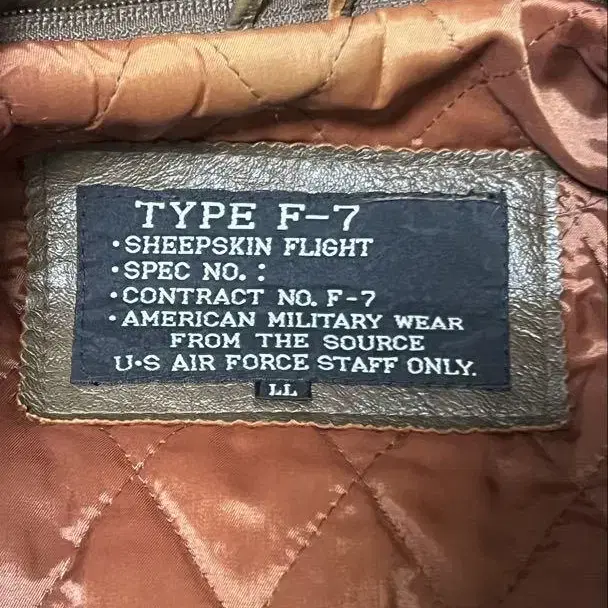 TYPE F-7
•SHEEPSKIN FLIGHT
•SPEC NO. :
•CONTRACT NO. F-7
•AMERICAN MILITARY WEAR
FROM THE SOURCE
U•S AIR FORCE STAFF ONLY.
LL